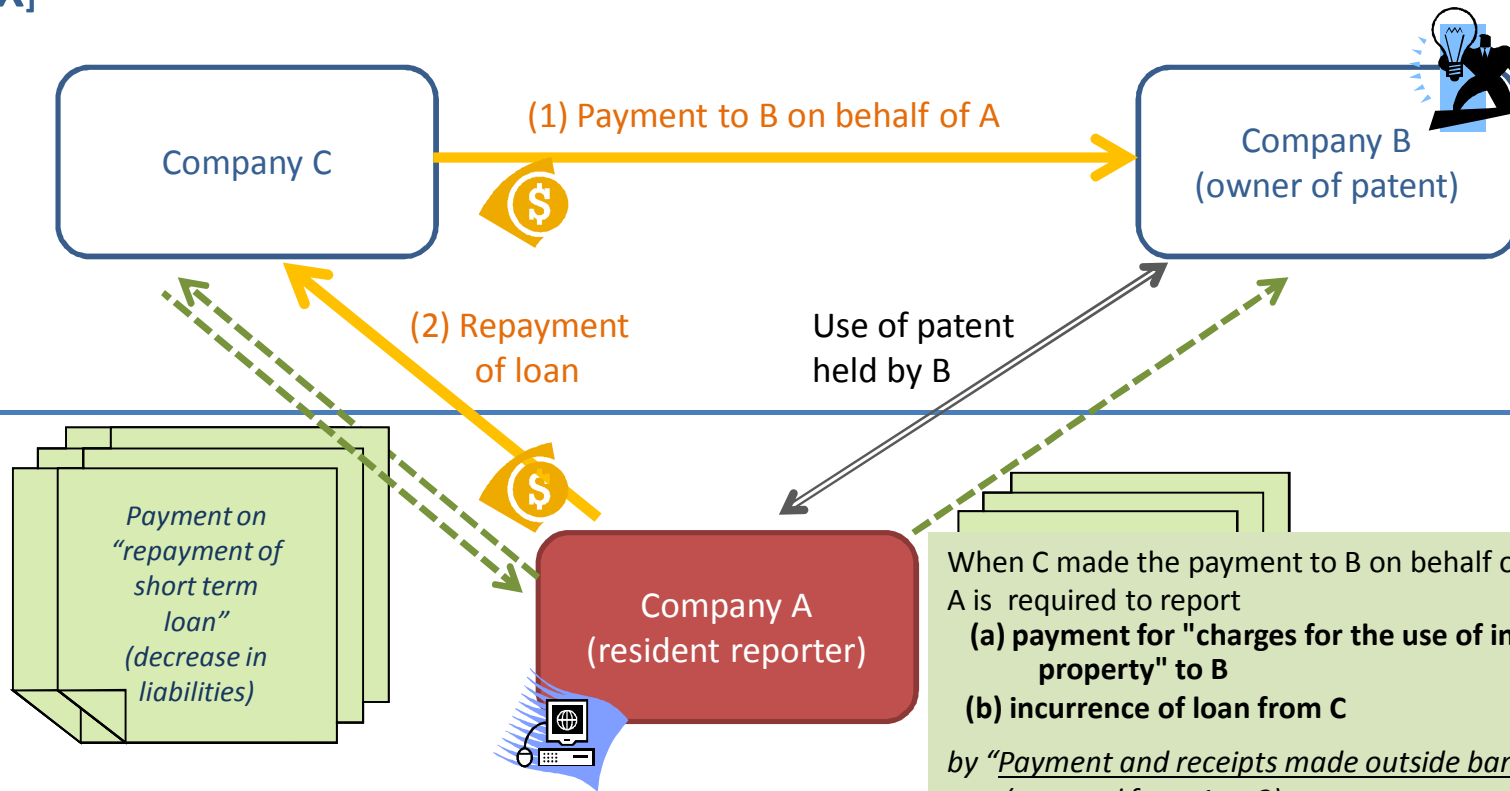 A]
(1) Payment to B on behalf of A
Company C
Company B
(owner of patent)
(2) Repayment
of loan
Use of patent
held by B
Payment on
“repayment of
short term
loan”
(decrease in
liabilities)
Company A
(resident reporter)
When C made the payment to B on behalf
A is required to report
(a) payment for "charges for the use of
property" to B
(b) incurrence of loan from C
by “Payment and receipts made outside